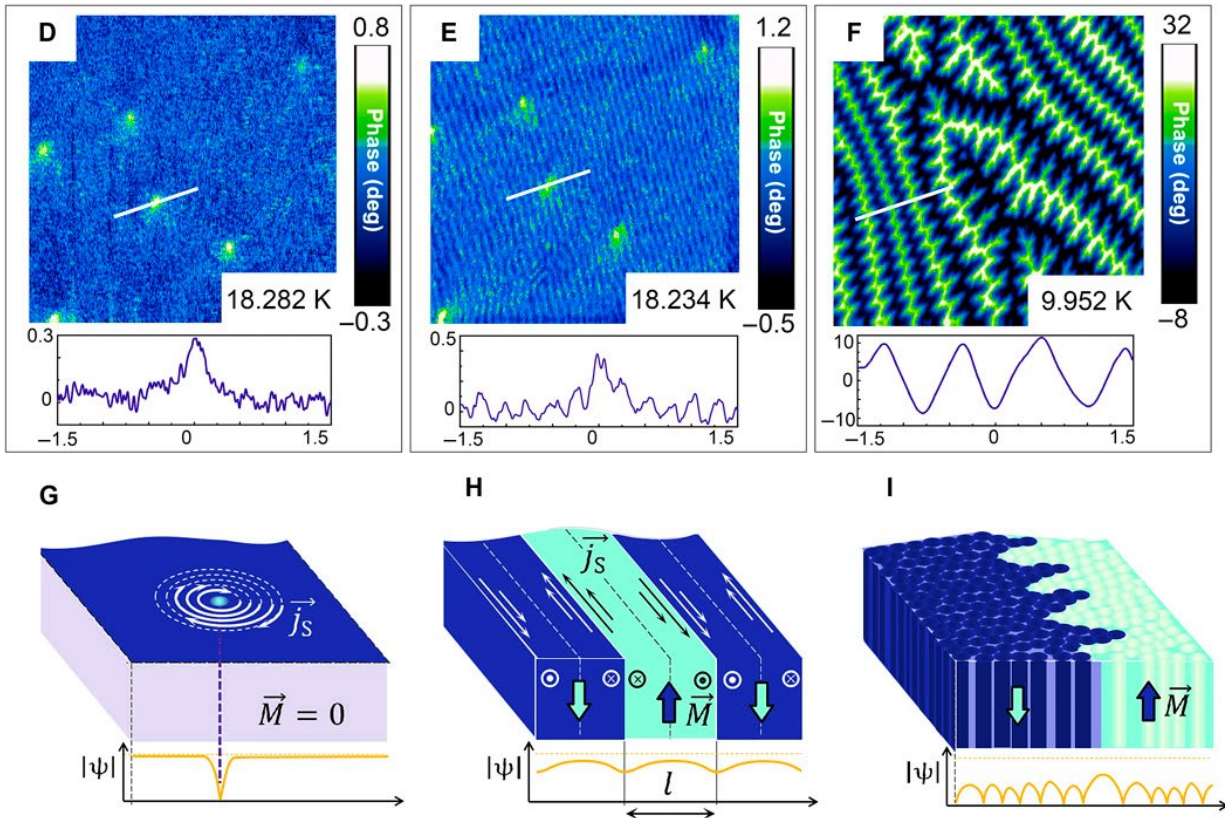 D
0.8
Phase (deg)
18.282 K
–0.3
0.3
0
–1.5
0
1.5
E
1.2
Phase (deg)
18.234 K
–0.5
0.5
0
–1.5
0
1.5
F
32
Phase (deg)
9.952 K
–8
10
0
–10
–1.5
0
1.5
G
j⃗S
M⃗ = 0
|ψ|
H
j⃗S
M⃗
|ψ|
l
I
M⃗
|ψ|